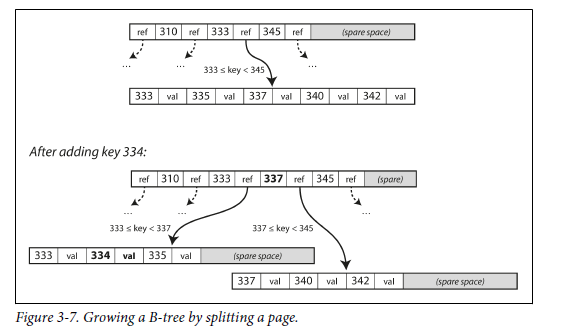 ref 310 ref 333 ref 345 ref (spare space)
... ... ...
333 ≤ key < 345
333 val 335 val 337 val 340 val 342 val
After adding key 334:
ref 310 ref 333 ref 337 ref 345 ref (spare)
... ... ...
333 ≤ key < 337 337 ≤ key < 345
333 val 334 val 335 val (spare space)
337 val 340 val 342 val (spare space)
Figure 3-7. Growing a B-tree by splitting a page.